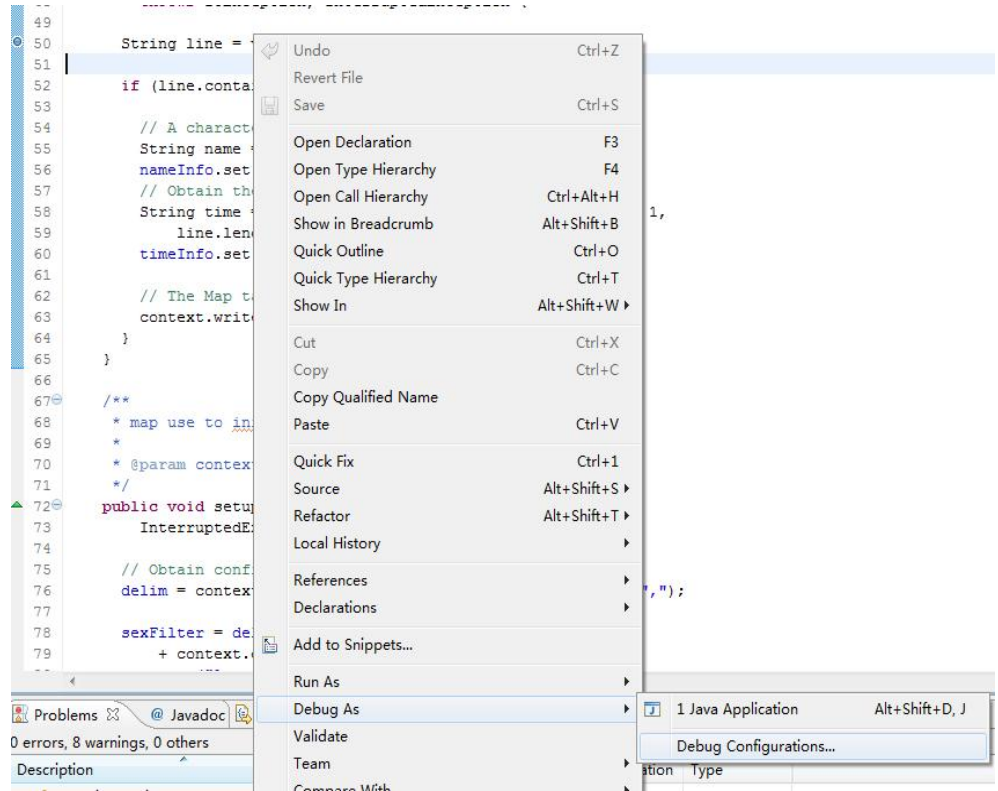 49
50 String line =
51
52 if (line.conta
53
54 // A charact
55 String name
56 nameInfo.set
57 // Obtain th
58 String time 1,
59 line.len
60 timeInfo.set
61
62 // The Map t
63 context.writ
64 }
65 }
66
67 /**
68 * map use to in
69 *
70 * @param contex
71 */
72 public void setu
73 InterruptedE
74
75 // Obtain conf
76 delim = contex ",");
77
78 sexFilter = de
79 + context.
Undo Ctrl+Z
Revert File
Save Ctrl+S
Open Declaration F3
Open Type Hierarchy F4
Open Call Hierarchy Ctrl+Alt+H
Show in Breadcrumb Alt+Shift+B
Quick Outline Ctrl+O
Quick Type Hierarchy Ctrl+T
Show In Alt+Shift+W
Cut Ctrl+X
Copy Ctrl+C
Copy Qualified Name
Paste Ctrl+V
Quick Fix Ctrl+1
Source Alt+Shift+S
Refactor Alt+Shift+T
Local History
References
Declarations
Add to Snippets...
Run As
Debug As
Validate
Team
Compare With
1 Java Application Alt+Shift+D, J
Debug Configurations...
Problems @ Javadoc
0 errors, 8 warnings, 0 others
Description ation Type